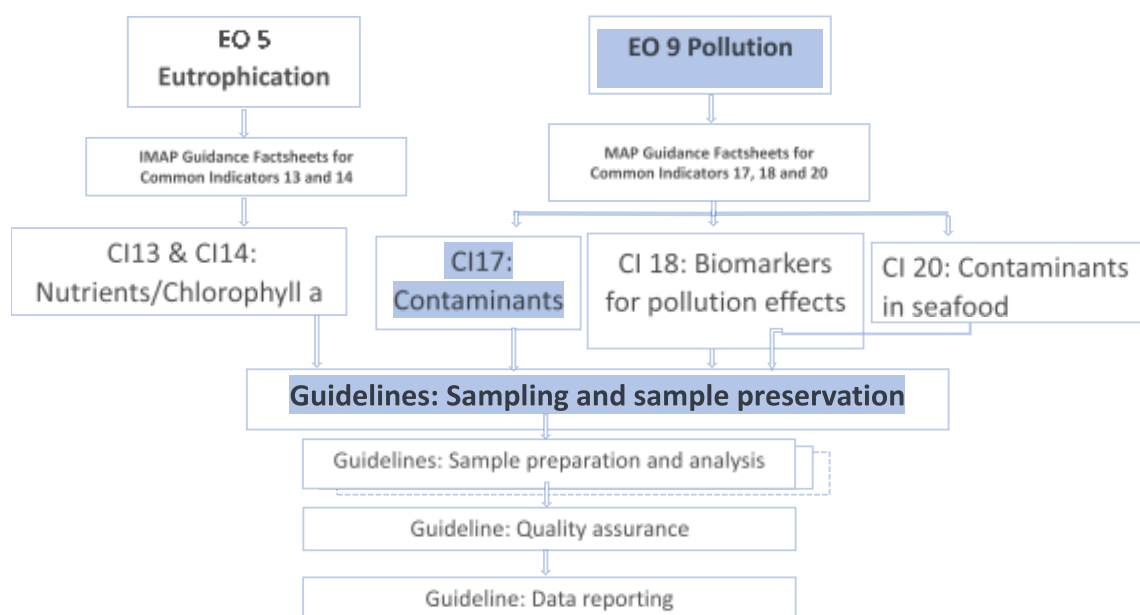 EO 5
Eutrophication
EO 9 Pollution
IMAP Guidance Factsheets for
Common Indicators 13 and 14
MAP Guidance Factsheets for
Common Indicators 17, 18 and 20
CI13 & CI14:
Nutrients/Chlorophyll a
CI17:
Contaminants
CI 18: Biomarkers
for pollution effects
CI 20: Contaminants
in seafood
Guidelines: Sampling and sample preservation
Guidelines: Sample preparation and analysis
Guideline: Quality assurance
Guideline: Data reporting